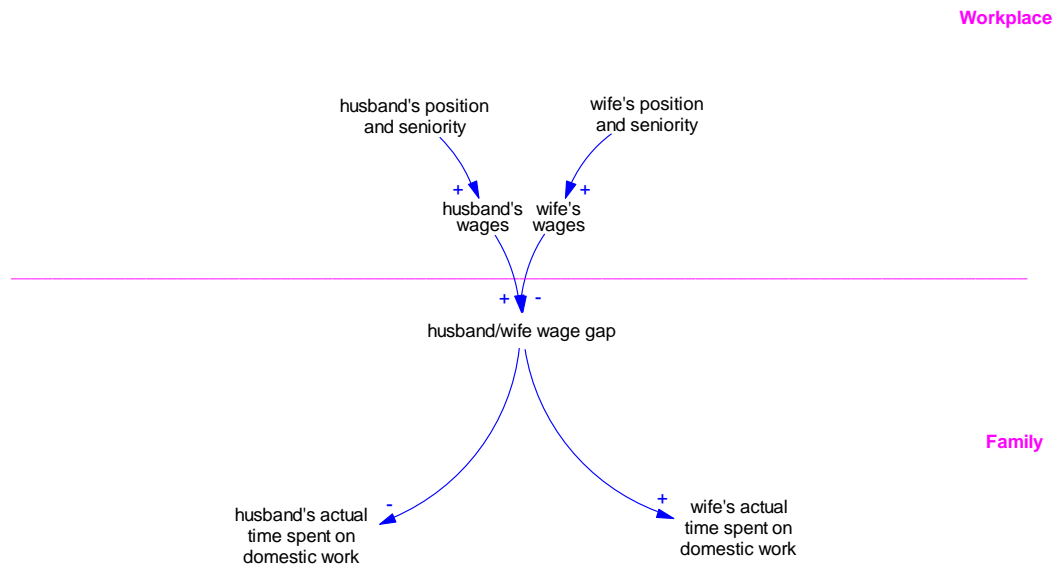 Workplace
husband's position
and seniority
wife's position
and seniority
+
+
husband's
wages
wife's
wages
+
-
husband/wife wage gap
Family
-
+
husband's actual
time spent on
domestic work
wife's actual
time spent on
domestic work